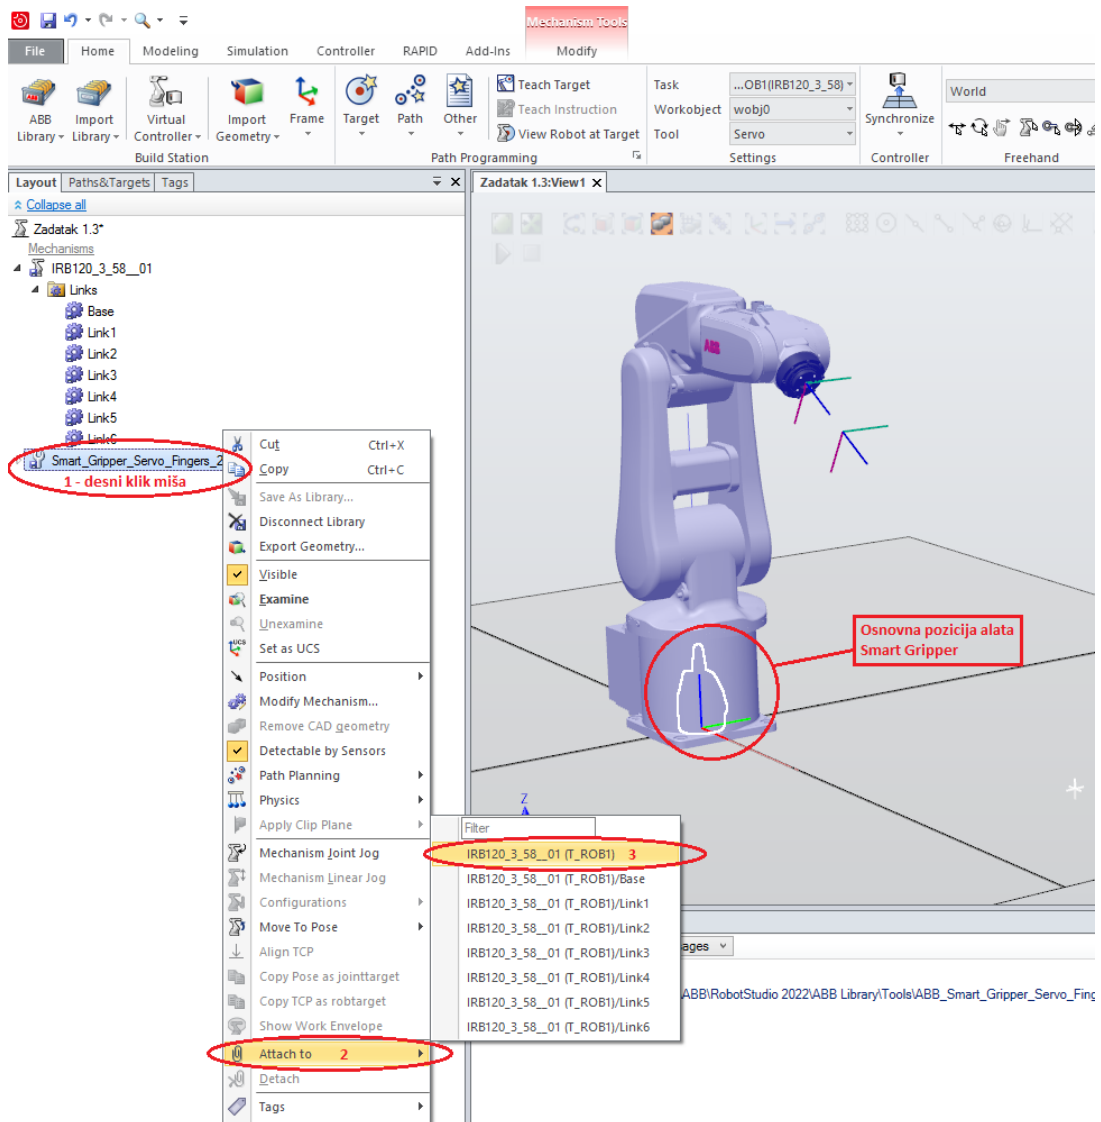 Mechanism Tools
File Home Modeling Simulation Controller RAPID Add-Ins Modify
ABB Library
Import Library
Virtual Controller
Import Geometry
Frame
Build Station
Target
Path
Other
Teach Target
Teach Instruction
View Robot at Target
Path Programming
Task ...OB1(IRB120_3_58)
Workobject wobj0
Tool Servo
Settings
Synchronize
Controller
World
Freehand
Layout Paths&Targets Tags
Collapse all
Zadatak 1.3*
Mechanisms
IRB120_3_58__01
Links
Base
Link1
Link2
Link3
Link4
Link5
Link6
Smart_Gripper_Servo_Fingers_2
1 - desni klik miša
Zadatak 1.3:View1
ABB
Osnovna pozicija alata
Smart Gripper
Z
Cut Ctrl+X
Copy Ctrl+C
Save As Library...
Disconnect Library
Export Geometry...
Visible
Examine
Unexamine
Set as UCS
Position
Modify Mechanism...
Remove CAD geometry
Detectable by Sensors
Path Planning
Physics
Apply Clip Plane
Mechanism Joint Jog
Mechanism Linear Jog
Configurations
Move To Pose
Align TCP
Copy Pose as jointtarget
Copy TCP as robtarget
Show Work Envelope
Attach to 2
Detach
Tags
Filter
IRB120_3_58__01 (T_ROB1) 3
IRB120_3_58__01 (T_ROB1)/Base
IRB120_3_58__01 (T_ROB1)/Link1
IRB120_3_58__01 (T_ROB1)/Link2
IRB120_3_58__01 (T_ROB1)/Link3
IRB120_3_58__01 (T_ROB1)/Link4
IRB120_3_58__01 (T_ROB1)/Link5
IRB120_3_58__01 (T_ROB1)/Link6
ages
ABB\RobotStudio 2022\ABB Library\Tools\ABB_Smart_Gripper_Servo_Fing